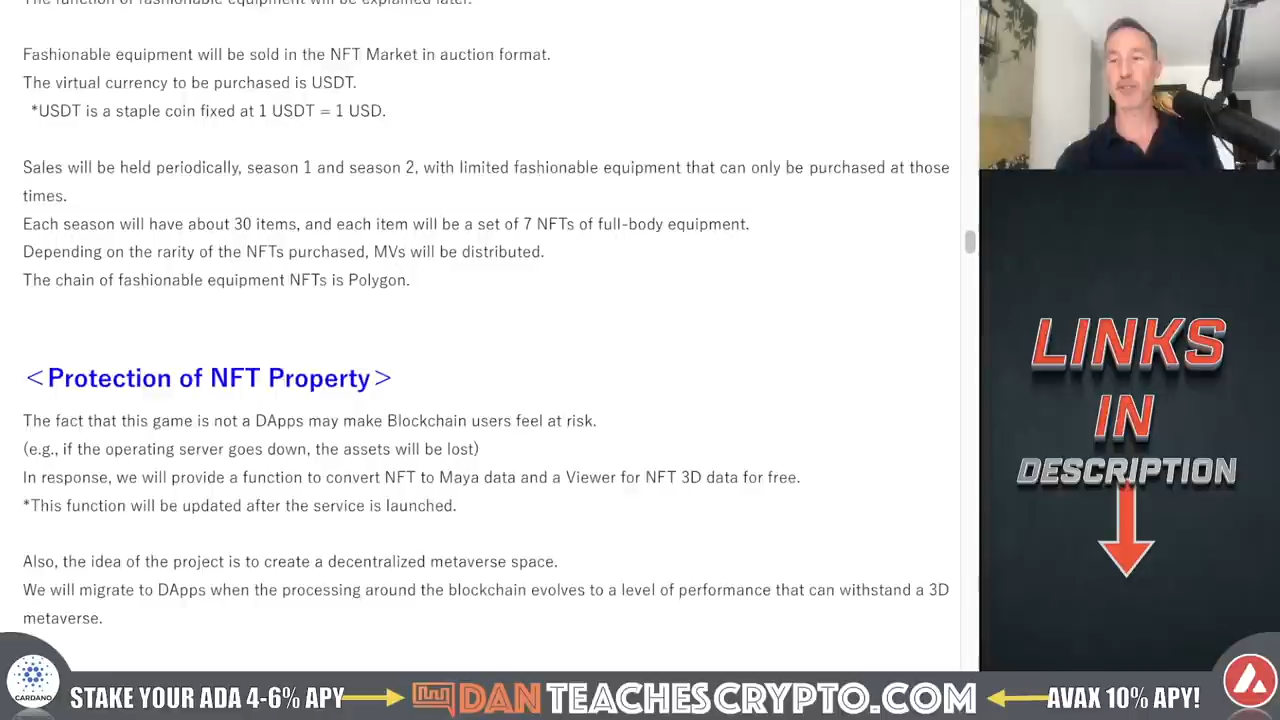 The function of fashionable equipment will be explained later.
Fashionable equipment will be sold in the NFT Market in auction format.
The virtual currency to be purchased is USDT.
*USDT is a staple coin fixed at 1 USDT = 1 USD.
Sales will be held periodically, season 1 and season 2, with limited fashionable equipment that can only be purchased at those
times.
Each season will have about 30 items, and each item will be a set of 7 NFTs of full-body equipment.
Depending on the rarity of the NFTs purchased, MVs will be distributed.
The chain of fashionable equipment NFTs is Polygon.
<Protection of NFT Property>
The fact that this game is not a DApps may make Blockchain users feel at risk.
(e.g., if the operating server goes down, the assets will be lost)
In response, we will provide a function to convert NFT to Maya data and a Viewer for NFT 3D data for free.
*This function will be updated after the service is launched.
Also, the idea of the project is to create a decentralized metaverse space.
We will migrate to DApps when the processing around the blockchain evolves to a level of performance that can withstand a 3D
metaverse.
LINKS
IN
DESCRIPTION
CARDANO
STAKE YOUR ADA 4-6% APY
DANTEACHESCRYPTO.COM
AVAX 10% APY!